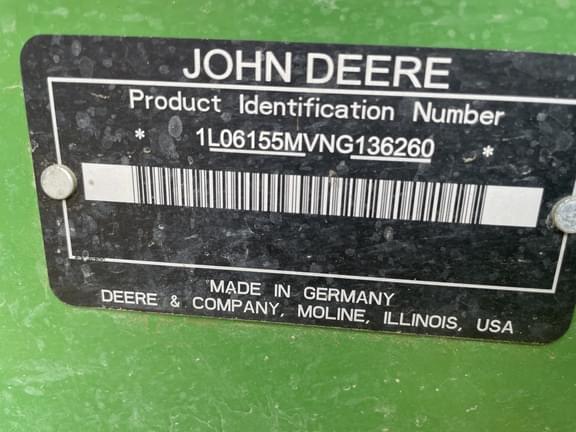 JOHN DEERE
Product Identification Number
* 1L06155MVNG136260 *
MADE IN GERMANY
DEERE & COMPANY, MOLINE, ILLINOIS, USA